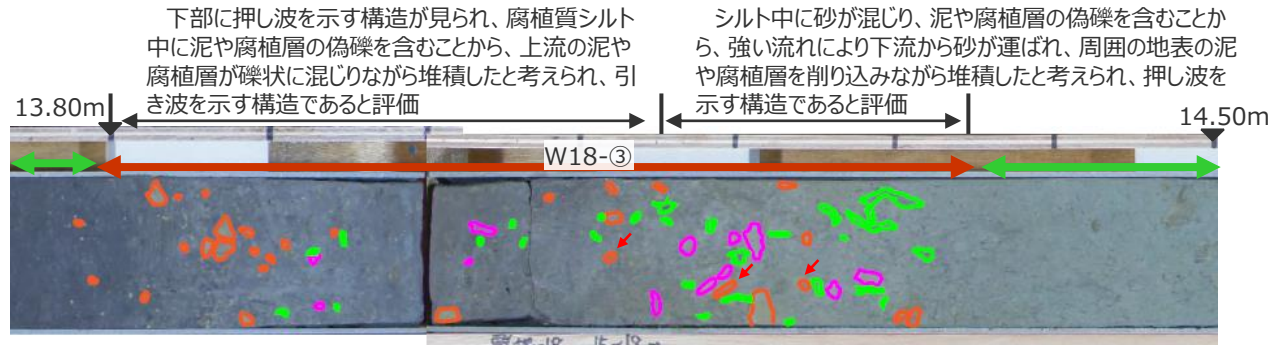 下部に押し波を示す構造が見られ、腐植質シルト
中に泥や腐植層の偽礫を含むことから、上流の泥や
腐植層が礫状に混じりながら堆積したと考えられ、引
き波を示す構造であると評価
シルト中に砂が混じり、泥や腐植層の偽礫を含むことか
ら、強い流れにより下流から砂が運ばれ、周囲の地表の泥
や腐植層を削り込みながら堆積したと考えられ、押し波を
示す構造であると評価
13.80m
14.50m
W18-③